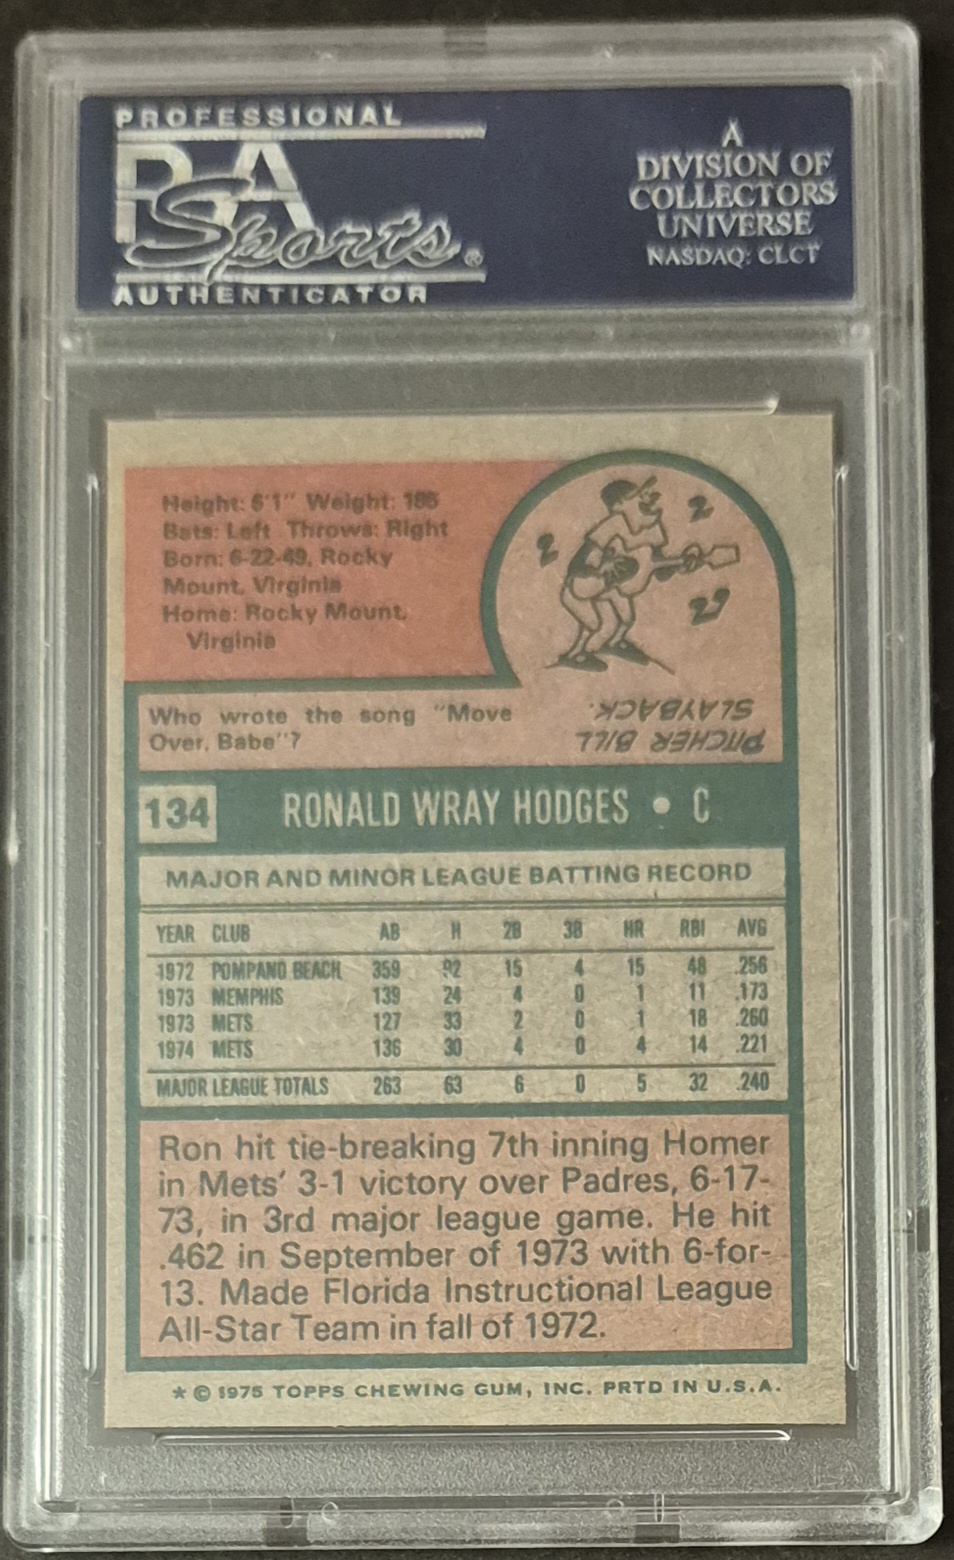 PROFESSIONAL
PSA
Sports®
AUTHENTICATOR
A
DIVISION OF
COLLECTORS
UNIVERSE
NASDAQ: CLCT
Height: 6'1" Weight: 185
Bats: Left Throws: Right
Born: 6-22-49, Rocky
Mount, Virginia
Home: Rocky Mount,
Virginia
Who wrote the song "Move
Over, Babe"?
PITCHER BILL
SLAYBACK.
134 RONALD WRAY HODGES • C
MAJOR AND MINOR LEAGUE BATTING RECORD
YEAR CLUB AB H 2B 3B HR RBI AVG
1972 POMPANO BEACH 359 92 15 4 15 48 .256
1973 MEMPHIS 139 24 4 0 1 11 .173
1973 METS 127 33 2 0 1 18 .260
1974 METS 136 30 4 0 4 14 .221
MAJOR LEAGUE TOTALS 263 63 6 0 5 32 .240
Ron hit tie-breaking 7th inning Homer
in Mets' 3-1 victory over Padres, 6-17-
73, in 3rd major league game. He hit
.462 in September of 1973 with 6-for-
13. Made Florida Instructional League
All-Star Team in fall of 1972.
* © 1975 TOPPS CHEWING GUM, INC. PRTD IN U.S.A.